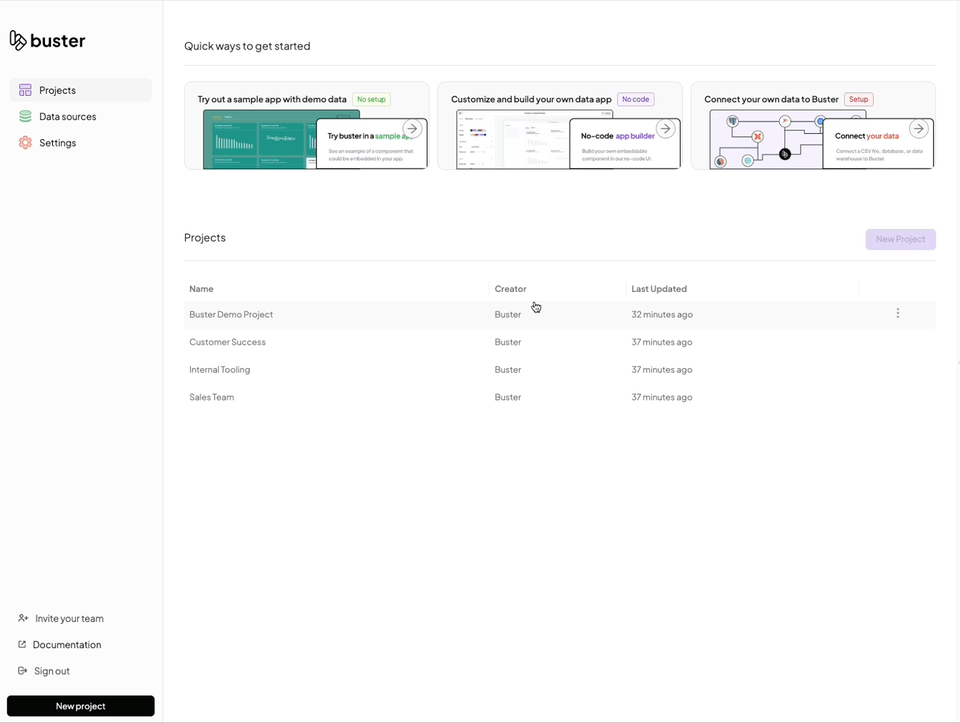 buster
Projects
Data sources
Settings
Invite your team
Documentation
Sign out
New project
Quick ways to get started
Try out a sample app with demo data No setup
Try buster in a sample
See an example of a component that
could be embedded in your app.
Customize and build your own data app No code
No-code app builder
Build your own embeddable
component in our no-code UI.
Connect your own data to Buster Setup
Connect your data
Connect a CSV file, database, or data
warehouse to Buster
Projects
New Project
Name Creator Last Updated
Buster Demo Project Buster 32 minutes ago
Customer Success Buster 37 minutes ago
Internal Tooling Buster 37 minutes ago
Sales Team Buster 37 minutes ago